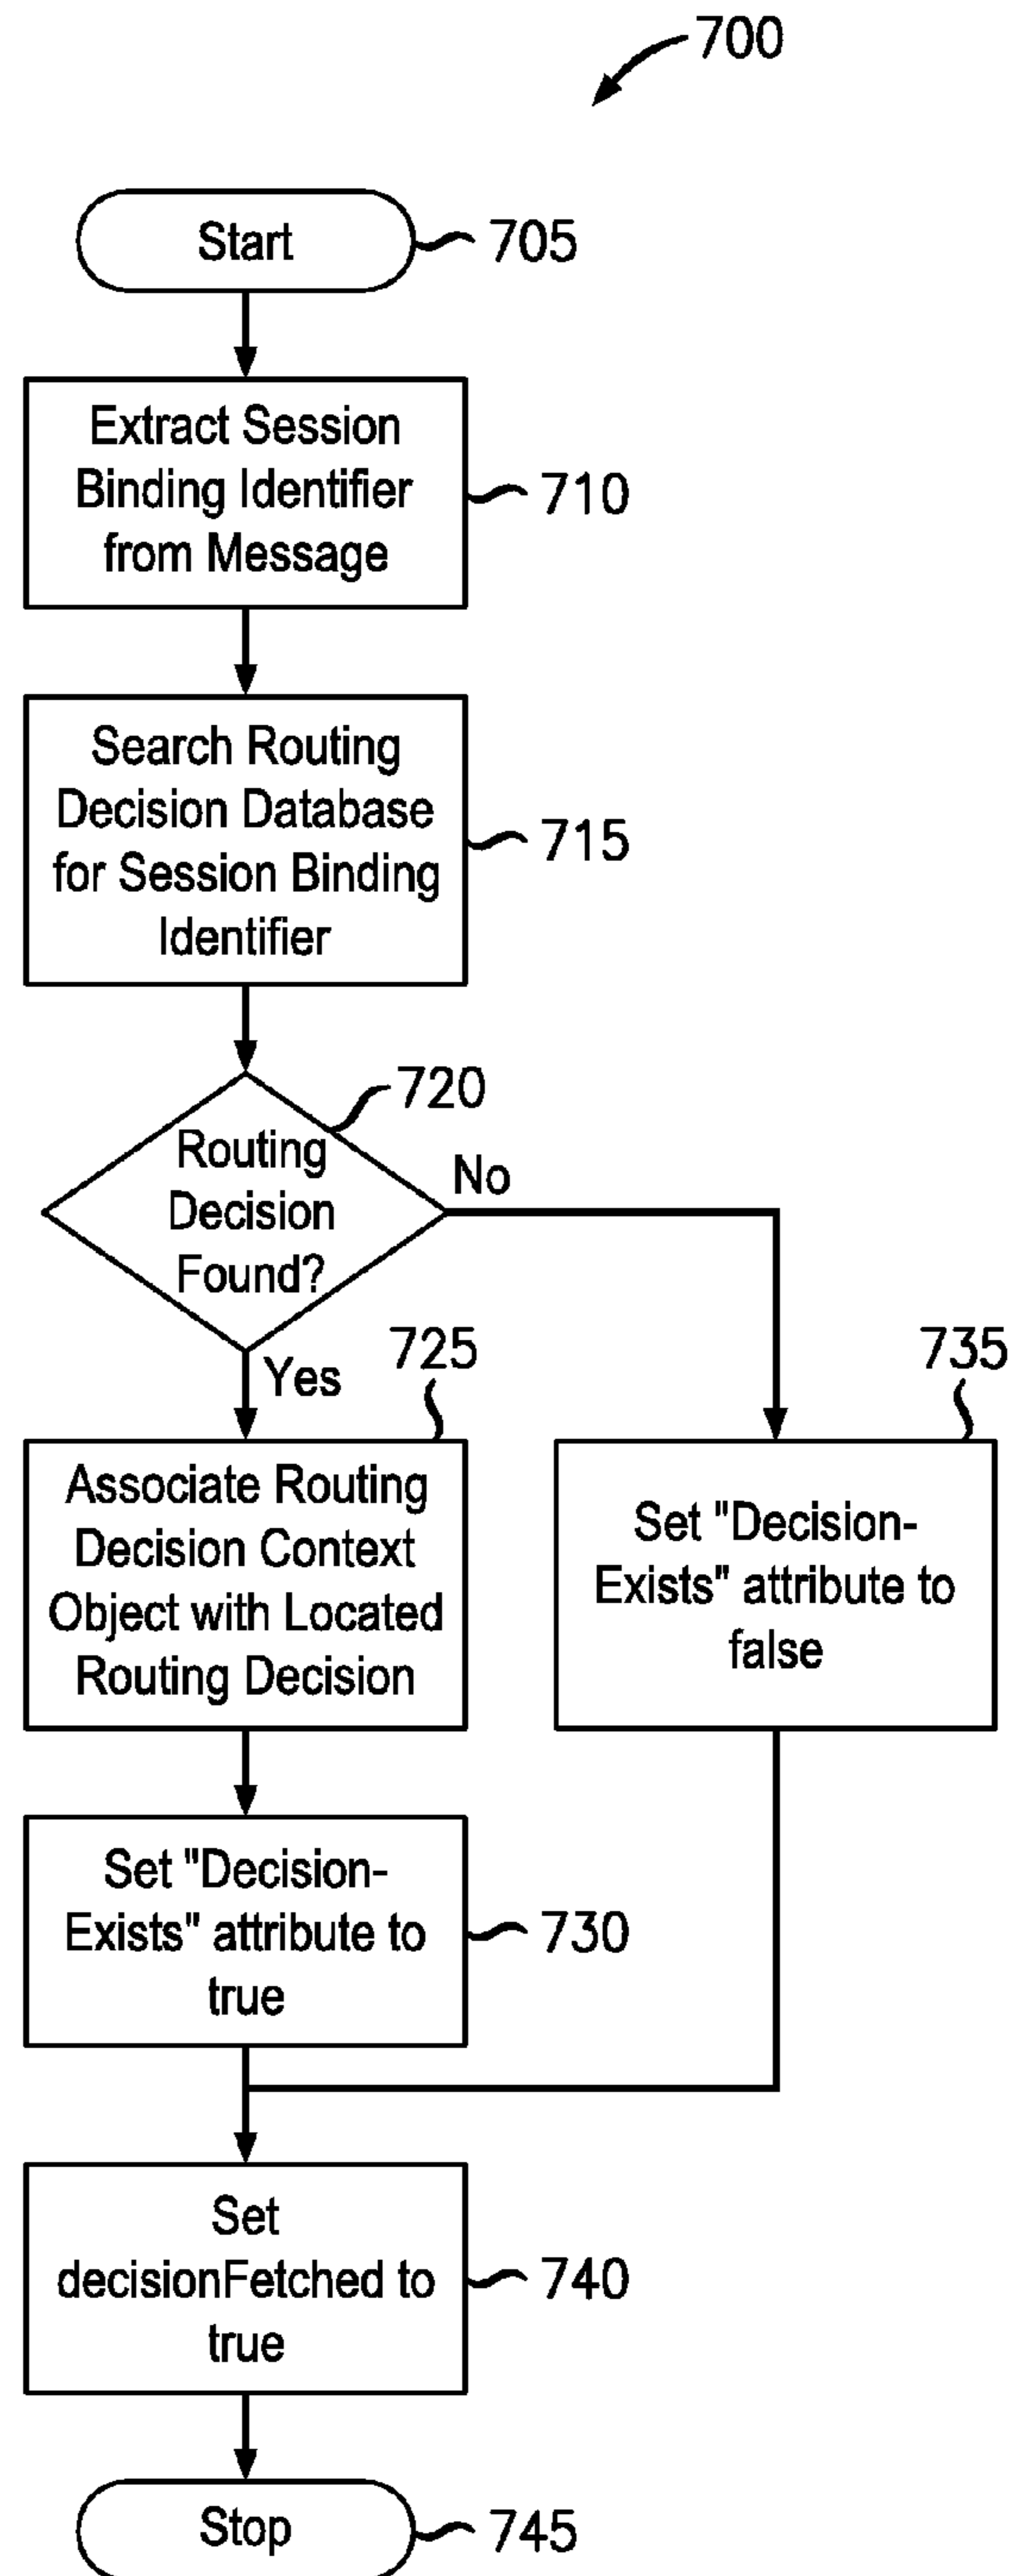 700
Start
705
Extract Session
Binding Identifier
from Message
710
Search Routing
Decision Database
for Session Binding
Identifier
715
720
Routing
Decision
Found?
No
Yes
725
735
Associate Routing
Decision Context
Object with Located
Routing Decision
Set "Decision-
Exists" attribute to
false
Set "Decision-
Exists" attribute to
true
730
Set
decisionFetched to
true
740
Stop
745